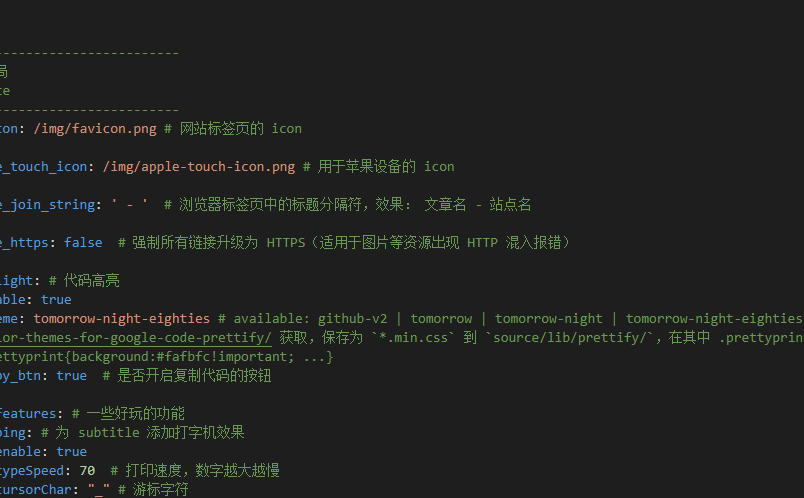 ------------------------
局
te
------------------------
con: /img/favicon.png # 网站标签页的 icon
e_touch_icon: /img/apple-touch-icon.png # 用于苹果设备的 icon
e_join_string: ' - '  # 浏览器标签页中的标题分隔符，效果： 文章名 - 站点名
e_https: false  # 强制所有链接升级为 HTTPS（适用于图片等资源出现 HTTP 混入报错）
light: # 代码高亮
able: true
eme: tomorrow-night-eighties # available: github-v2 | tomorrow | tomorrow-night | tomorrow-night-eighties
lor-themes-for-google-code-prettify/ 获取，保存为 `*.min.css` 到 `source/lib/prettify/`，在其中 .prettyprin
ettyprint{background:#fafbfc!important; ...}
py_btn: true  # 是否开启复制代码的按钮
features: # 一些好玩的功能
ping: # 为 subtitle 添加打字机效果
enable: true
typeSpeed: 70  # 打印速度，数字越大越慢
cursorChar: "_" # 游标字符